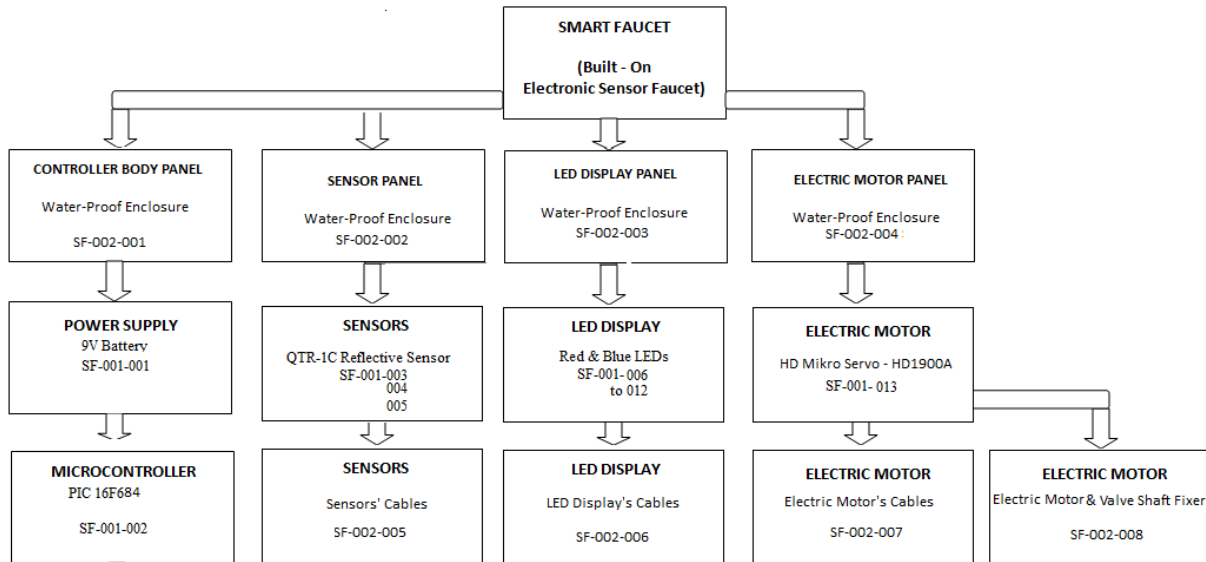 SMART FAUCET
(Built - On
Electronic Sensor Faucet)
CONTROLLER BODY PANEL
Water-Proof Enclosure
SF-002-001
SENSOR PANEL
Water-Proof Enclosure
SF-002-002
LED DISPLAY PANEL
Water-Proof Enclosure
SF-002-003
ELECTRIC MOTOR PANEL
Water-Proof Enclosure
SF-002-004
POWER SUPPLY
9V Battery
SF-001-001
SENSORS
QTR-1C Reflective Sensor
SF-001-003
004
005
LED DISPLAY
Red & Blue LEDs
SF-001-006
to 012
ELECTRIC MOTOR
HD Mikro Servo - HD1900A
SF-001-013
MICROCONTROLLER
PIC 16F684
SF-001-002
SENSORS
Sensors' Cables
SF-002-005
LED DISPLAY
LED Display's Cables
SF-002-006
ELECTRIC MOTOR
Electric Motor's Cables
SF-002-007
ELECTRIC MOTOR
Electric Motor & Valve Shaft Fixer
SF-002-008